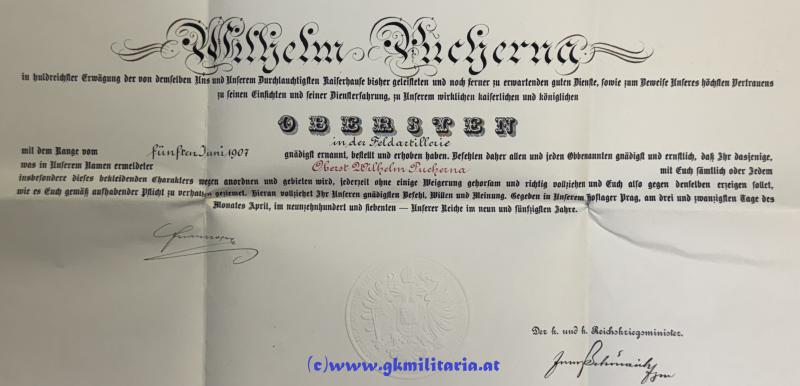 Wilhelm Pucherna
in huldreichster Erwägung der von demselben Uns und Unserem Durchlauchtigsten Kaiserhause bisher geleisteten und noch ferner zu erwartenden guten Dienste, sowie zum Beweise Unseres höchsten Vertrauens
zu seinen Einsichten und seiner Diensterfahrung, zu Unserem wirklichen kaiserlichen und königlichen
OBERSTEN
in der Feldartillerie
mit dem Range vom fünften Juni 1907 gnädigst ernannt, bestellt und erhoben haben. Befehlen daher allen und jeden Obbenannten gnädigst und ernstlich, daß Ihr dasjenige,
was in Unserem Namen ermeldeter Oberst Wilhelm Pucherna mit Euch sämtlich oder Jedem
insbesondere dieses bekleidenden Charakters wegen anordnen und gebieten wird, jederzeit ohne einige Weigerung gehorsam und richtig vollziehen und Euch also gegen denselben erzeigen sollet,
wie es Euch gemäß aufhabender Pflicht zu verhalten geziemet. Hieran vollziehet Ihr Unseren gnädigsten Befehl, Willen und Meinung. Gegeben in Unserem Hoflager Prag, am drei und zwanzigsten Tage des
Monates April, im neunzehnhundert und siebenten — Unserer Reiche im neun und fünfzigsten Jahre.
Der k. und k. Reichskriegsminister.
(c)www.gkmilitaria.at